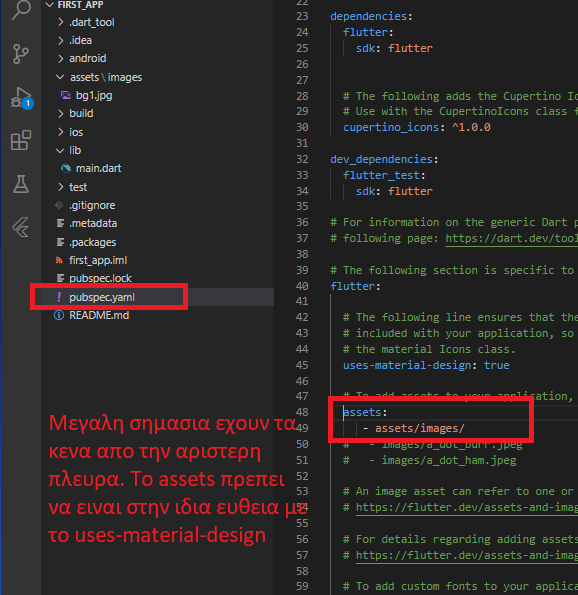 FIRST_APP
.dart_tool
.idea
android
assets \ images
bg1.jpg
build
ios
lib
main.dart
test
.gitignore
.metadata
.packages
first_app.iml
pubspec.lock
! pubspec.yaml
README.md
1
Μεγαλη σημασια εχουν τα
κενα απο την αριστερη
πλευρα. Το assets πρεπει
να ειναι στην ιδια ευθεια με
το uses-material-design
22
23 dependencies:
24 flutter:
25 sdk: flutter
26
27
28 # The following adds the Cupertino Ic
29 # Use with the CupertinoIcons class f
30 cupertino_icons: ^1.0.0
31
32 dev_dependencies:
33 flutter_test:
34 sdk: flutter
35
36 # For information on the generic Dart p
37 # following page: https://dart.dev/tool
38
39 # The following section is specific to
40 flutter:
41
42 # The following line ensures that the
43 # included with your application, so
44 # the material Icons class.
45 uses-material-design: true
46
47 # To add assets to your application,
48 assets:
49 - assets/images/
50 # - images/a_dot_burr.jpeg
51 # - images/a_dot_ham.jpeg
52
53 # An image asset can refer to one or
54 # https://flutter.dev/assets-and-imag
55
56 # For details regarding adding assets
57 # https://flutter.dev/assets-and-imag
58
59 # To add custom fonts to your applica